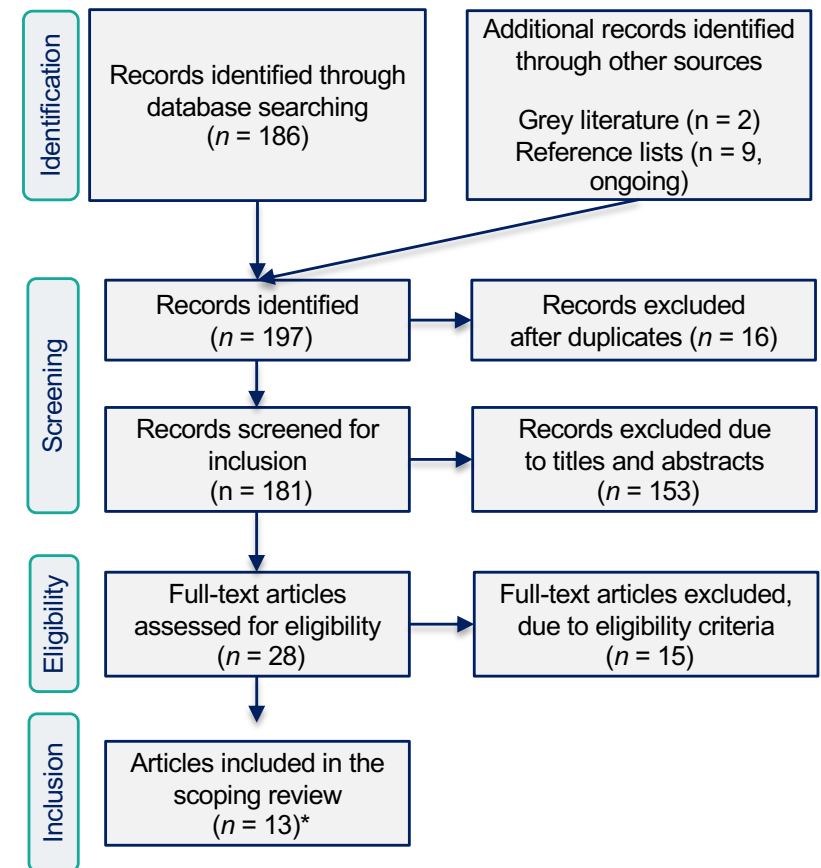 Identification
Records identified through
database searching
(n = 186)
Additional records identified
through other sources
Grey literature (n = 2)
Reference lists (n = 9,
ongoing)
Screening
Records identified
(n = 197)
Records excluded
after duplicates (n = 16)
Records screened for
inclusion
(n = 181)
Records excluded due
to titles and abstracts
(n = 153)
Eligibility
Full-text articles
assessed for eligibility
(n = 28)
Full-text articles excluded,
due to eligibility criteria
(n = 15)
Inclusion
Articles included in the
scoping review
(n = 13)*